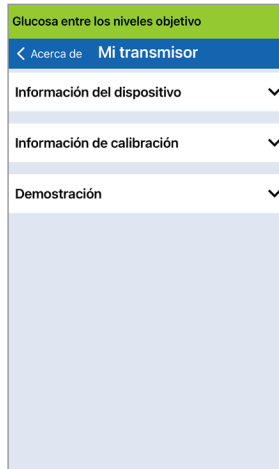 Glucosa entre los niveles objetivo
Acerca de Mi transmisor
Información del dispositivo
Información de calibración
Demostración